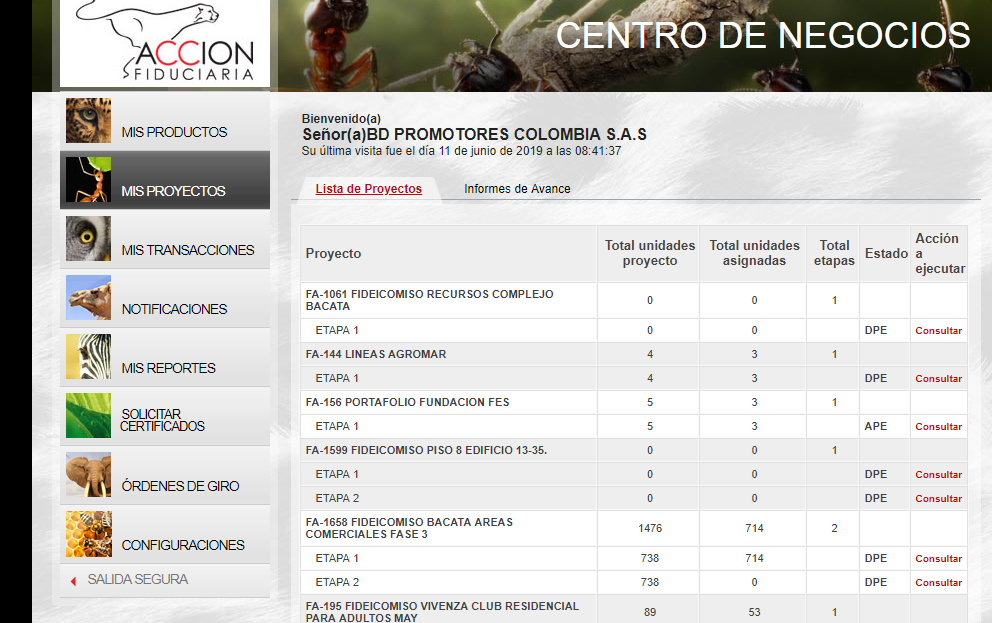 ACCION
FIDUCIARIA
CENTRO DE NEGOCIOS
MIS PRODUCTOS
MIS PROYECTOS
MIS TRANSACCIONES
NOTIFICACIONES
MIS REPORTES
SOLICITAR
CERTIFICADOS
ÓRDENES DE GIRO
CONFIGURACIONES
SALIDA SEGURA
Bienvenido(a)
Señor(a)BD PROMOTORES COLOMBIA S.A.S
Su última visita fue el día 11 de junio de 2019 a las 08:41:37
Lista de Proyectos Informes de Avance
Proyecto Total unidades proyecto Total unidades asignadas Total etapas Estado Acción a ejecutar
FA-1061 FIDEICOMISO RECURSOS COMPLEJO
BACATA 0 0 1
ETAPA 1 0 0 DPE Consultar
FA-144 LINEAS AGROMAR 4 3 1
ETAPA 1 4 3 DPE Consultar
FA-156 PORTAFOLIO FUNDACION FES 5 3 1
ETAPA 1 5 3 APE Consultar
FA-1599 FIDEICOMISO PISO 8 EDIFICIO 13-35. 0 0 1
ETAPA 1 0 0 DPE Consultar
ETAPA 2 0 0 DPE Consultar
FA-1658 FIDEICOMISO BACATA AREAS
COMERCIALES FASE 3 1476 714 2
ETAPA 1 738 714 DPE Consultar
ETAPA 2 738 0 DPE Consultar
FA-195 FIDEICOMISO VIVENZA CLUB RESIDENCIAL
PARA ADULTOS MAY 89 53 1